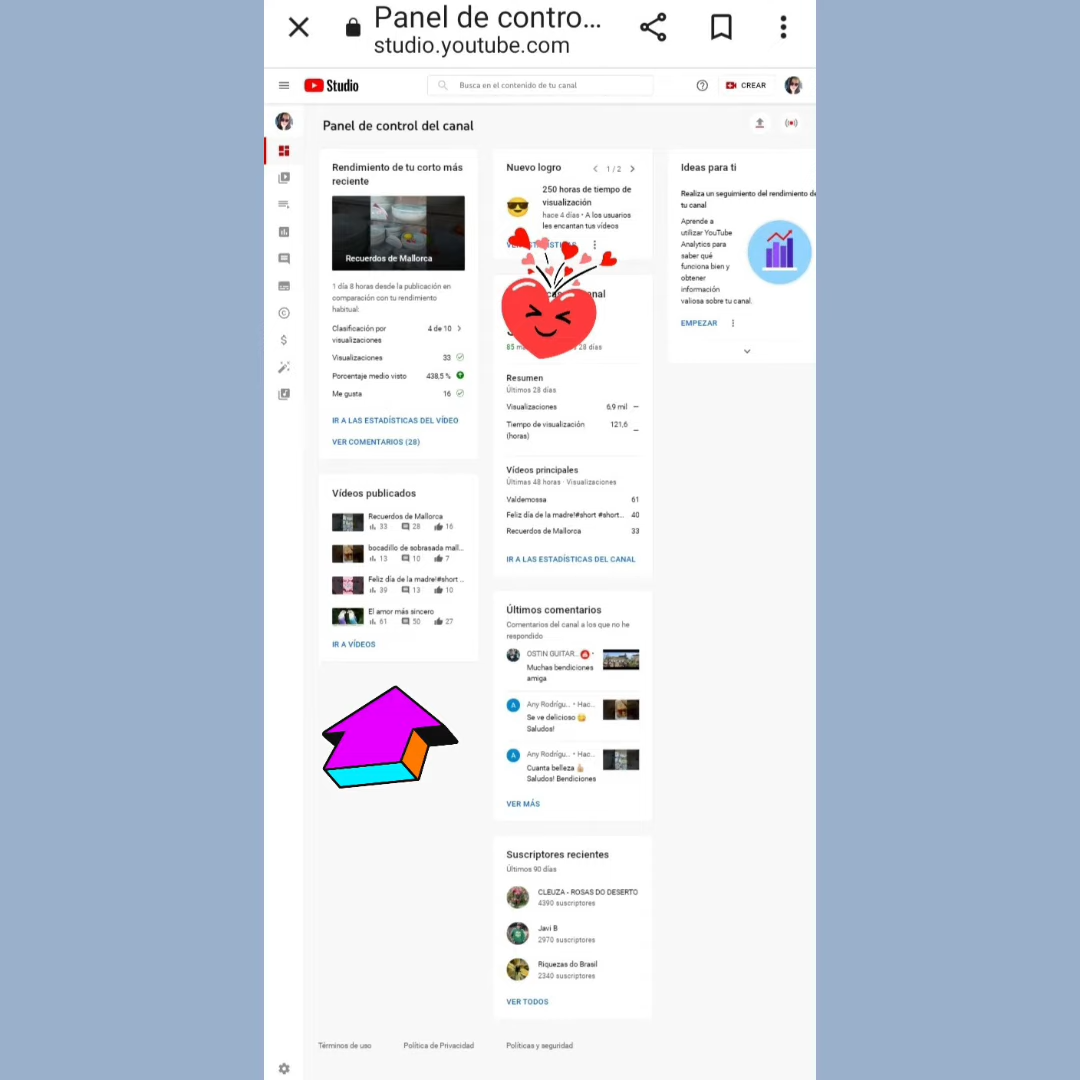 Panel de contro...
studio.youtube.com
Studio
Busca en el contenido de tu canal
CREAR
Panel de control del canal
Rendimiento de tu corto más
reciente
Recuerdos de Mallorca
1 día 8 horas desde la publicación en
comparación con tu rendimiento
habitual:
Clasificación por
visualizaciones
4 de 10
Visualizaciones 33
Porcentaje medio visto 438,5 %
Me gusta 16
IR A LAS ESTADÍSTICAS DEL VÍDEO
VER COMENTARIOS (28)
Vídeos publicados
Recuerdos de Mallorca
33 28 16
bocadillo de sobrasada mall...
13 10 7
Feliz día de la madre!#short ...
39 13 10
El amor más sincero
61 50 27
IR A VÍDEOS
Nuevo logro
1 / 2
250 horas de tiempo de
visualización
hace 4 días • A los usuarios
les encantan tus vídeos
28 días
Resumen
Últimos 28 días
Visualizaciones 6,9 mil —
Tiempo de visualización
(horas)
121,6 —
Vídeos principales
Últimas 48 horas · Visualizaciones
Valdemossa 61
Feliz día de la madre!#short #short... 40
Recuerdos de Mallorca 33
IR A LAS ESTADÍSTICAS DEL CANAL
Últimos comentarios
Comentarios del canal a los que no he
respondido
OSTIN GUITAR... •
Muchas bendiciones
amiga
A
Any Rodrígu... • Hac...
Se ve delicioso 😋
Saludos!
A
Any Rodrígu... • Hac...
Cuanta belleza 👌
Saludos! Bendiciones
VER MÁS
Suscriptores recientes
Últimos 90 días
CLEUZA - ROSAS DO DESERTO
4390 suscriptores
Javi B
2970 suscriptores
Riquezas do Brasil
2340 suscriptores
VER TODOS
Ideas para ti
Realiza un seguimiento del rendimiento de
tu canal
Aprende a
utilizar YouTube
Analytics para
saber qué
funciona bien y
obtener
información
valiosa sobre tu canal.
EMPEZAR
Términos de uso
Política de Privacidad
Políticas y seguridad